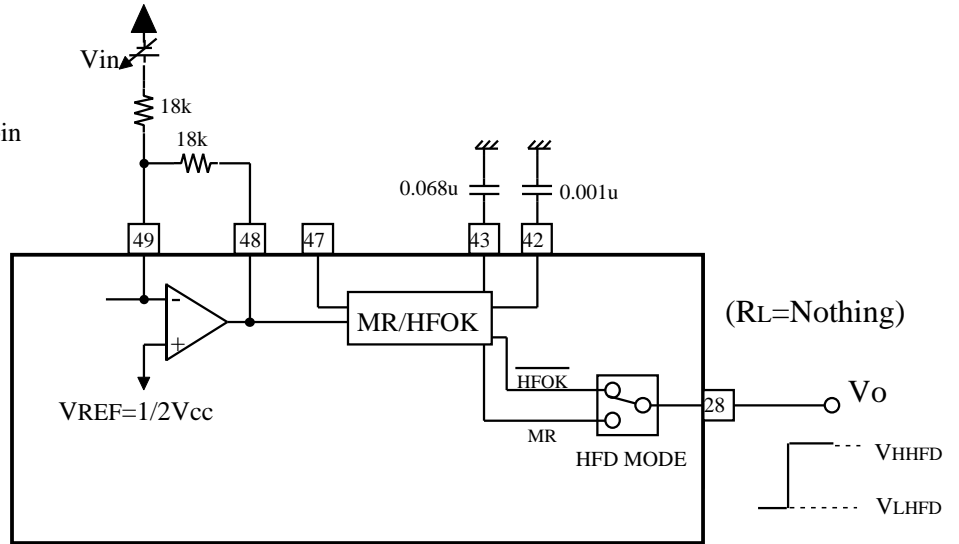 Vin
18k
in
18k
0.068u
0.001u
49
48
47
43
42
-
+
MR/HFOK
(RL=Nothing)
HFOK
VREF=1/2Vcc
MR
28
Vo
HFD MODE
VHHFD
VLHFD